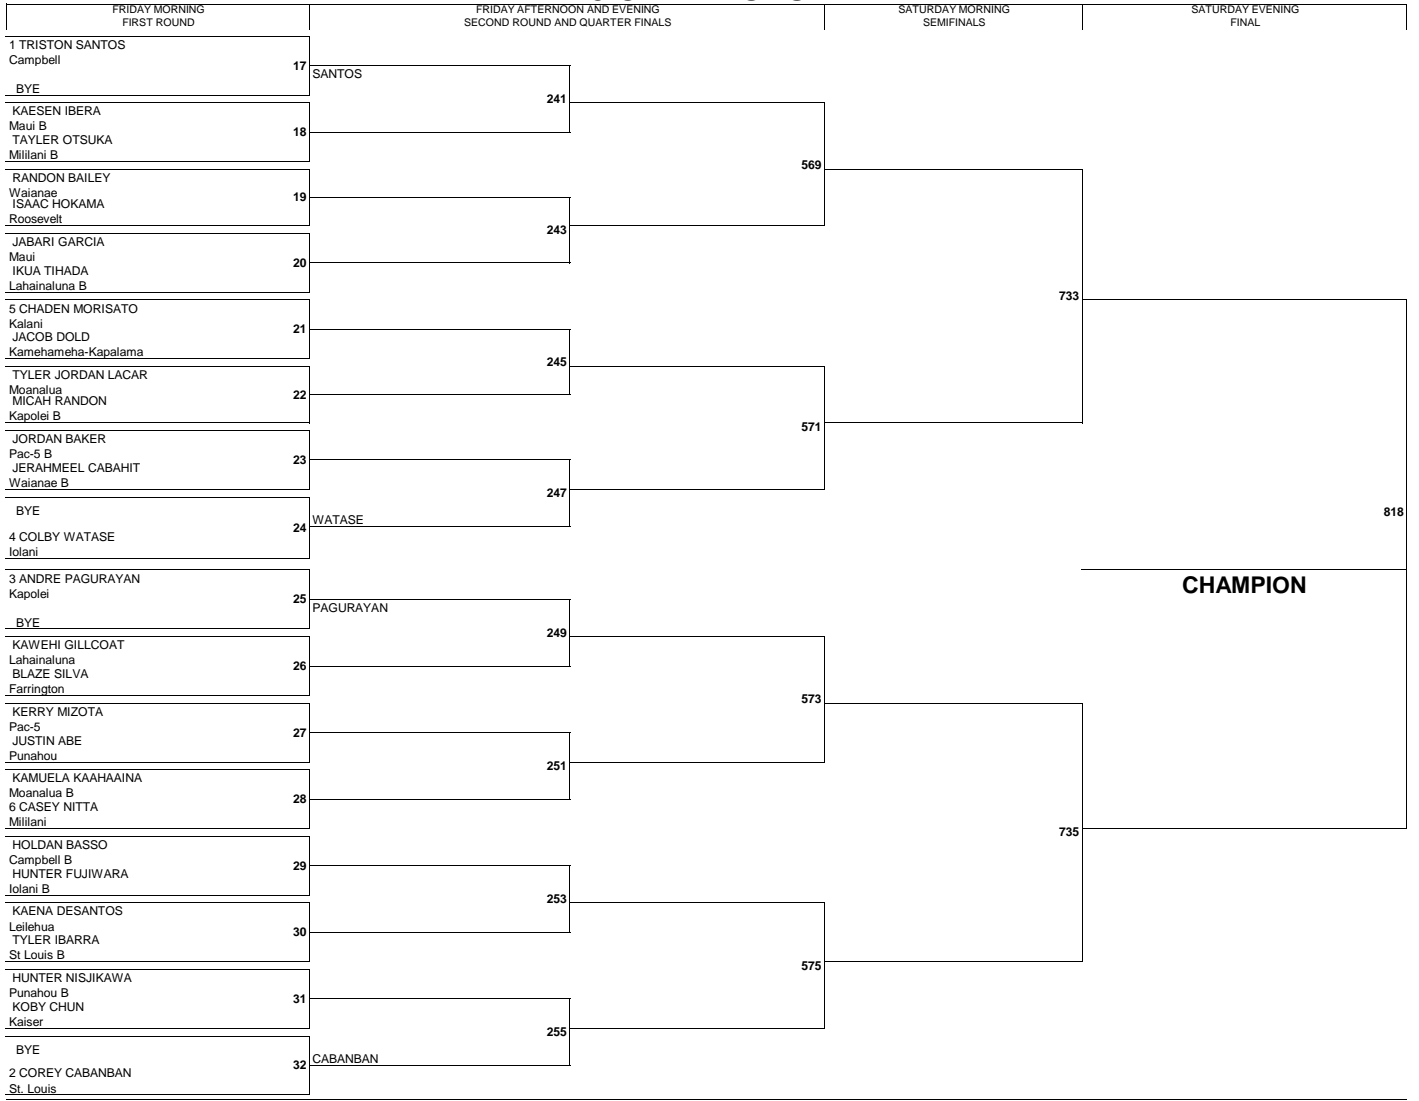 FRIDAY MORNING
FIRST ROUND
FRIDAY AFTERNOON AND EVENING
SECOND ROUND AND QUARTER FINALS
SATURDAY MORNING
SEMIFINALS
SATURDAY EVENING
FINAL
1 TRISTON SANTOS
Campbell
17
BYE
SANTOS
241
KAESEN IBERA
Maui B
18
TAYLER OTSUKA
Mililani B
569
RANDON BAILEY
Waianae
19
ISAAC HOKAMA
Roosevelt
243
JABARI GARCIA
Maui
20
IKUA TIHADA
Lahainaluna B
733
5 CHADEN MORISATO
Kalani
21
JACOB DOLD
Kamehameha-Kapalama
245
TYLER JORDAN LACAR
Moanalua
22
MICAH RANDON
Kapolei B
571
JORDAN BAKER
Pac-5 B
23
JERAHMEEL CABAHIT
Waianae B
247
BYE
24
WATASE
4 COLBY WATASE
Iolani
818
CHAMPION
3 ANDRE PAGURAYAN
Kapolei
25
BYE
PAGURAYAN
249
KAWEHI GILLCOAT
Lahainaluna
26
BLAZE SILVA
Farrington
573
KERRY MIZOTA
Pac-5
27
JUSTIN ABE
Punahou
251
KAMUELA KAAHAAINA
Moanalua B
28
6 CASEY NITTA
Mililani
735
HOLDAN BASSO
Campbell B
29
HUNTER FUJIWARA
Iolani B
253
KAENA DESANTOS
Leilehua
30
TYLER IBARRA
St Louis B
575
HUNTER NISJIKAWA
Punahou B
31
KOBY CHUN
Kaiser
255
BYE
32
CABANBAN
2 COREY CABANBAN
St. Louis